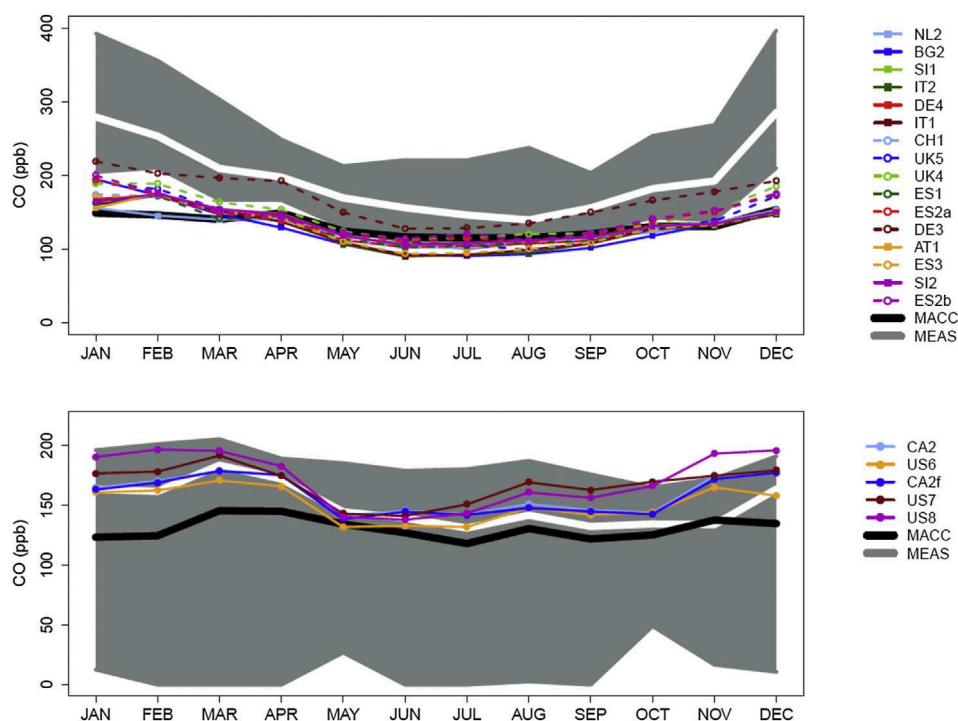 400
300
200
100
0
CO (ppb)
JAN FEB MAR APR MAY JUN JUL AUG SEP OCT NOV DEC
NL2
BG2
SI1
IT2
DE4
IT1
CH1
UK5
UK4
ES1
ES2a
DE3
AT1
ES3
SI2
ES2b
MACC
MEAS
200
150
100
50
0
CO (ppb)
JAN FEB MAR APR MAY JUN JUL AUG SEP OCT NOV DEC
CA2
US6
CA2f
US7
US8
MACC
MEAS